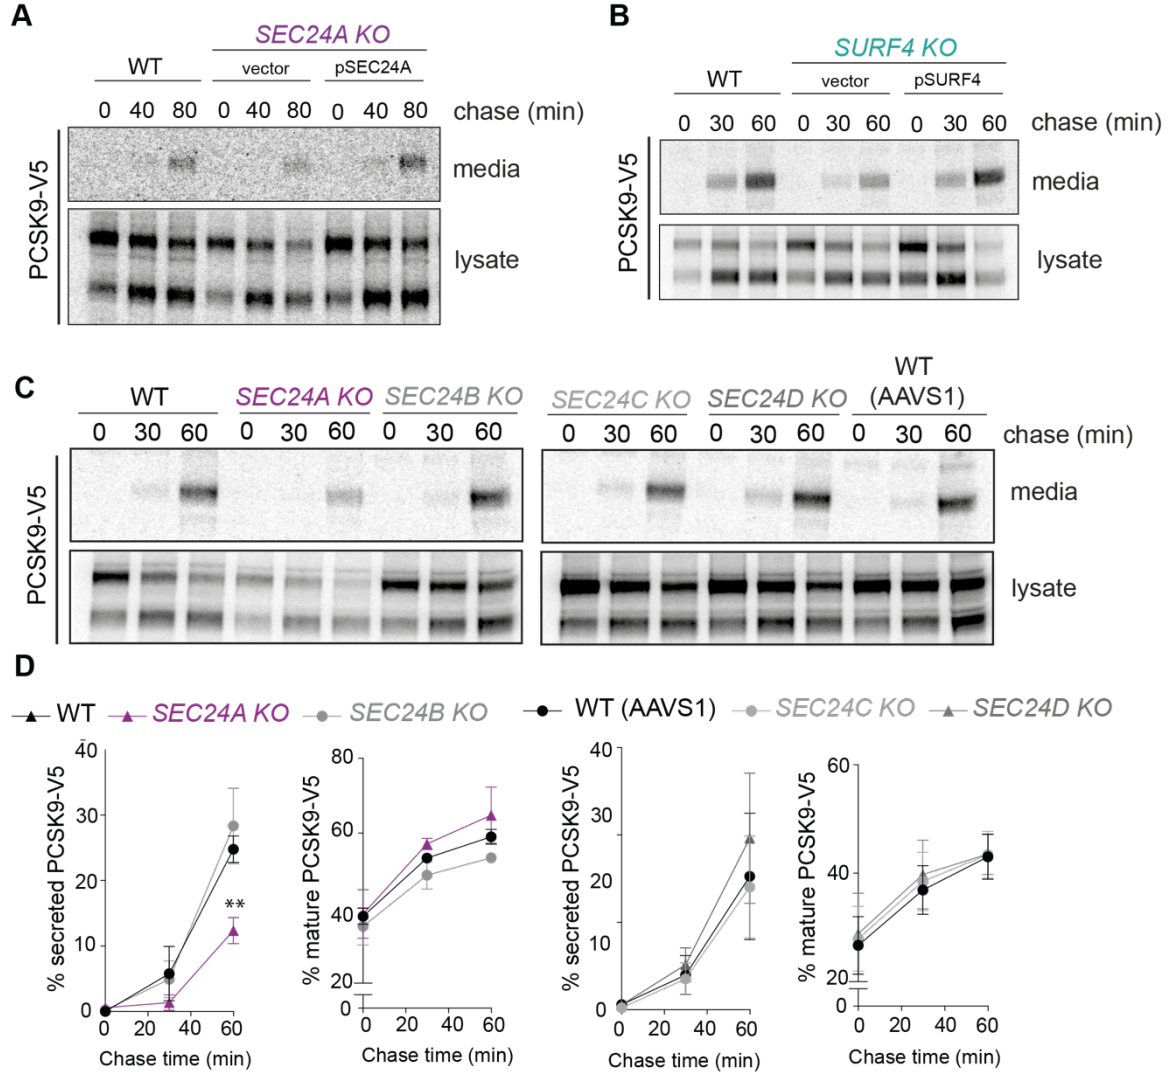 A
SEC24A KO
WT
vector
pSEC24A
0 40 80 0 40 80 0 40 80 chase (min)
PCSK9-V5
media
lysate
B
SURF4 KO
WT
vector
pSURF4
0 30 60 0 30 60 0 30 60 chase (min)
PCSK9-V5
media
lysate
C
WT
SEC24A KO
SEC24B KO
0 30 60 0 30 60 0 30 60
SEC24C KO
SEC24D KO
WT
(AAVS1)
0 30 60 0 30 60 0 30 60 chase (min)
PCSK9-V5
media
lysate
D
WT
SEC24A KO
SEC24B KO
WT (AAVS1)
SEC24C KO
SEC24D KO
% secreted PCSK9-V5
40
30
20
10
0
**
0 20 40 60
Chase time (min)
% mature PCSK9-V5
80
60
40
20
0
0 20 40 60
Chase time (min)
% secreted PCSK9-V5
40
30
20
10
0
0 20 40 60
Chase time (min)
% mature PCSK9-V5
60
40
20
0
0 20 40 60
Chase time (min)